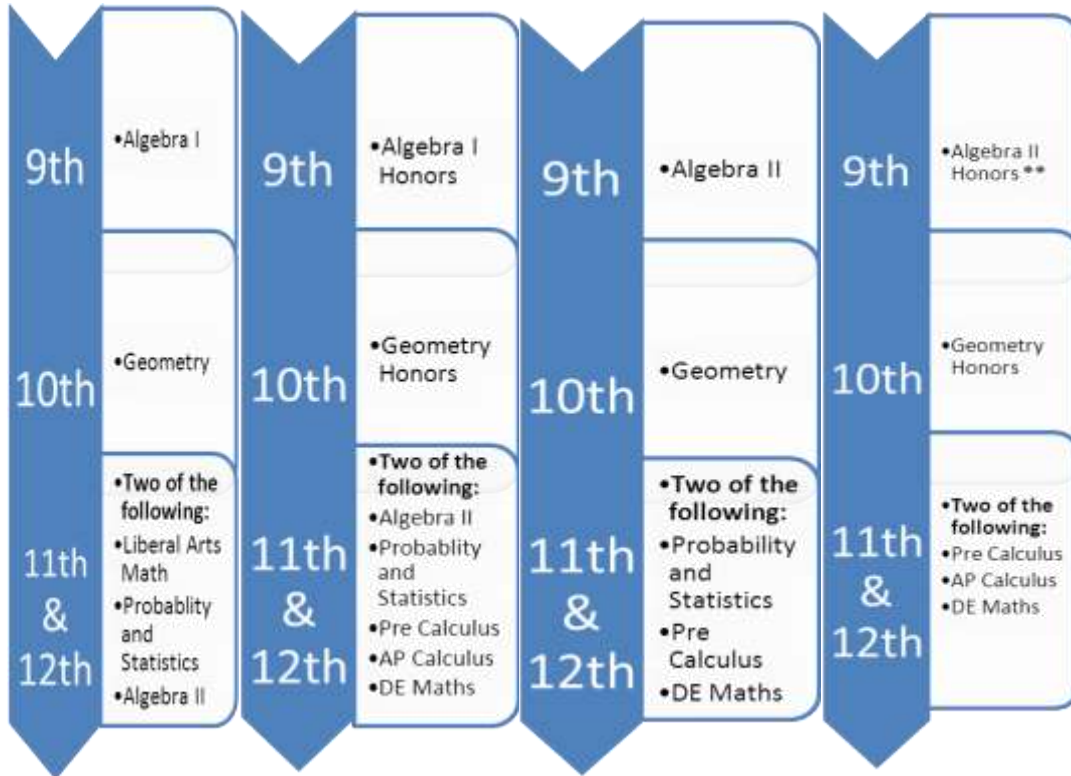 9th
•Algebra I
10th
•Geometry
11th
&
12th
•Two of the
following:
•Liberal Arts
Math
•Probablity
and
Statistics
•Algebra II
9th
•Algebra I
Honors
10th
•Geometry
Honors
11th
&
12th
•Two of the
following:
•Algebra II
•Probablity
and
Statistics
•Pre Calculus
•AP Calculus
•DE Maths
9th
•Algebra II
10th
•Geometry
11th
&
12th
•Two of the
following:
•Probability
and
Statistics
•Pre
Calculus
•DE Maths
9th
•Algebra II
Honors **
10th
•Geometry
Honors
11th
&
12th
•Two of the
following:
•Pre Calculus
•AP Calculus
•DE Maths